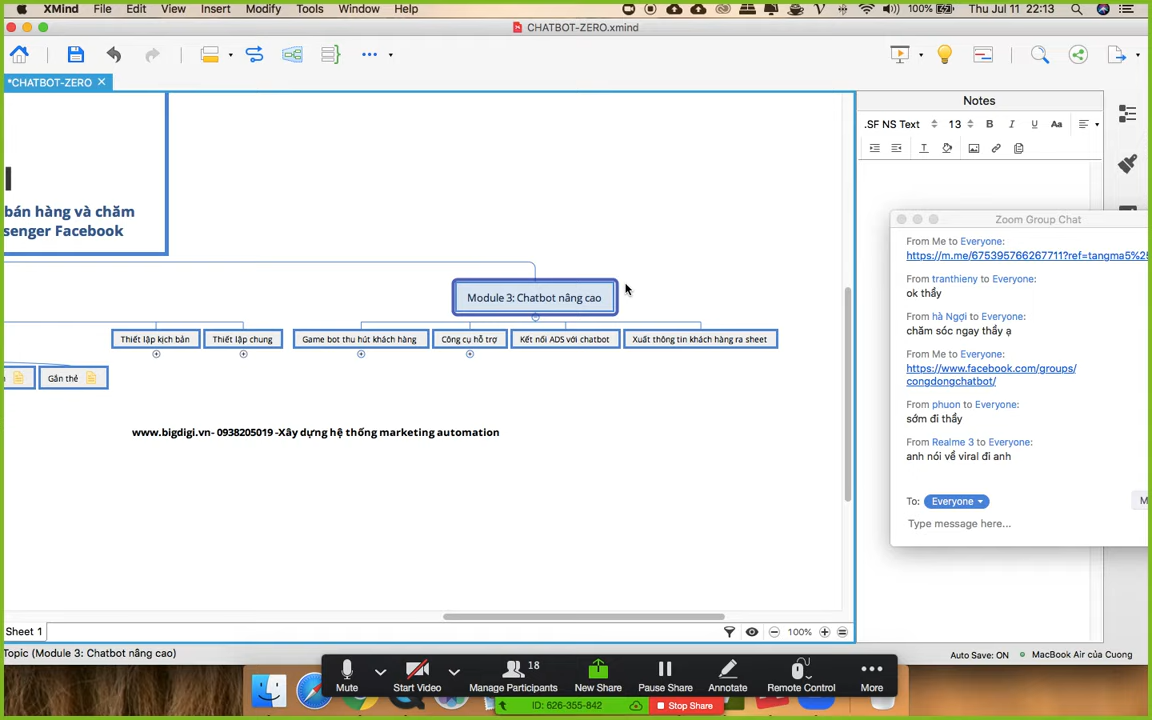 XMind File Edit View Insert Modify Tools Window Help 100% Thu Jul 11 22:13
CHATBOT-ZERO.xmind
*CHATBOT-ZERO
Notes
.SF NS Text 13 B I U Aa
bán hàng và chăm
senger Facebook
Module 3: Chatbot nâng cao
Thiết lập kịch bản
Thiết lập chung
Game bot thu hút khách hàng
Công cụ hỗ trợ
Kết nối ADS với chatbot
Xuất thông tin khách hàng ra sheet
Gắn thẻ
www.bigdigi.vn- 0938205019 -Xây dựng hệ thống marketing automation
Zoom Group Chat
From Me to Everyone:
https://m.me/675395766267711?ref=tangma5%25
From tranthieny to Everyone:
ok thầy
From hà Ngợi to Everyone:
chăm sóc ngay thầy ạ
From Me to Everyone:
https://www.facebook.com/groups/
congdongchatbot/
From phuon to Everyone:
sớm đi thầy
From Realme 3 to Everyone:
anh nói về viral đi anh
To: Everyone
Type message here...
Sheet 1
100%
Topic (Module 3: Chatbot nâng cao)
Auto Save: ON MacBook Air của Cuong
18
Mute Start Video Manage Participants New Share Pause Share Annotate Remote Control More
ID: 626-355-842 Stop Share